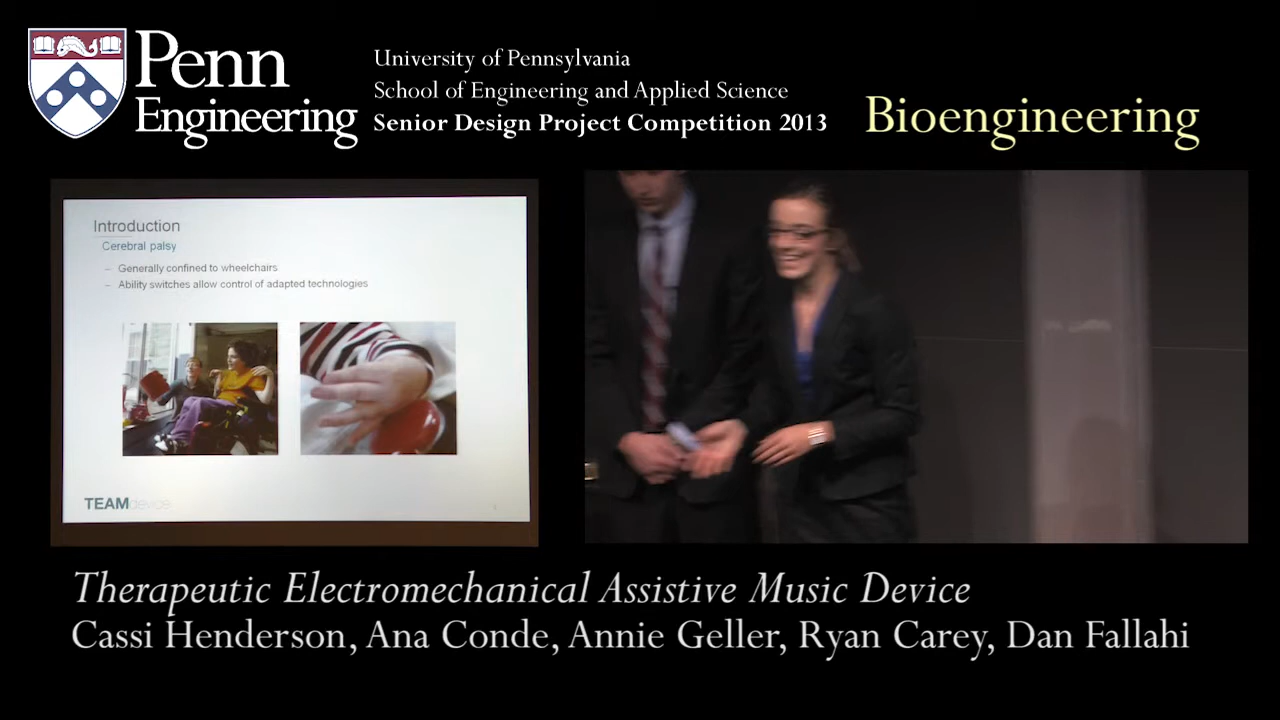 Penn
Engineering
University of Pennsylvania
School of Engineering and Applied Science
Senior Design Project Competition 2013
Bioengineering
Introduction
Cerebral palsy
– Generally confined to wheelchairs
– Ability switches allow control of adapted technologies
TEAMdevice
Therapeutic Electromechanical Assistive Music Device
Cassi Henderson, Ana Conde, Annie Geller, Ryan Carey, Dan Fallahi